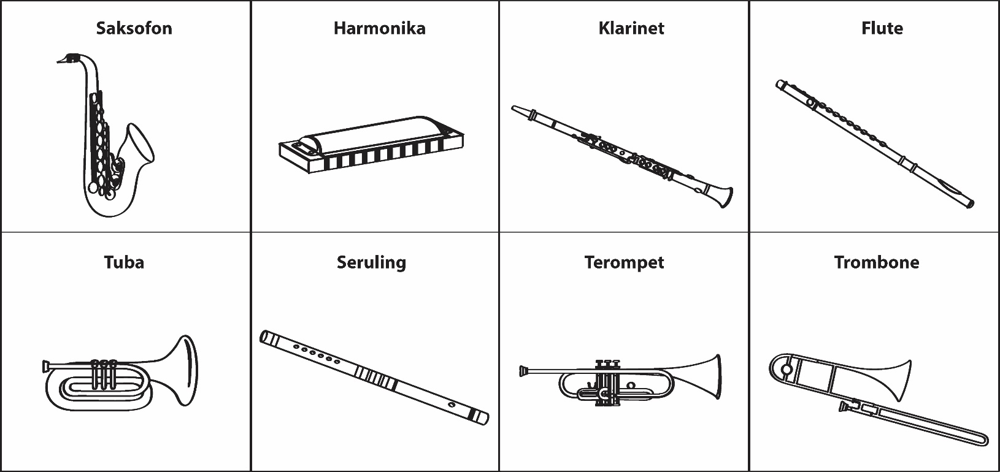 Saksofon
Harmonika
Klarinet
Flute
Tuba
Seruling
Terompet
Trombone